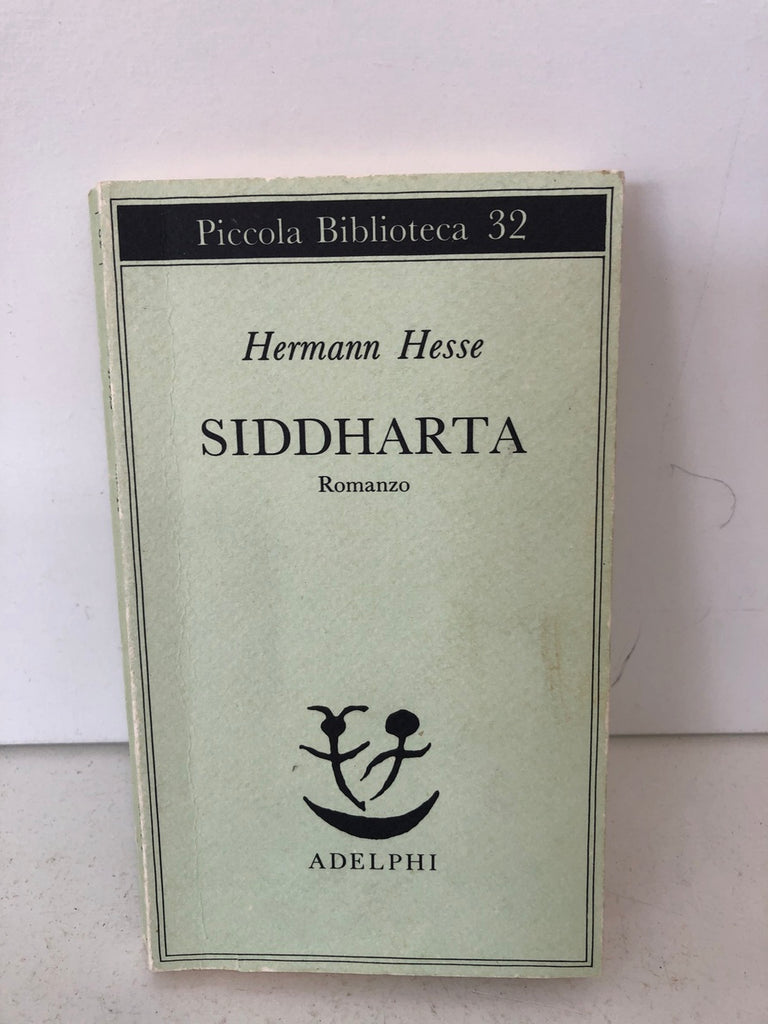 Piccola Biblioteca 32
Hermann Hesse
SIDDHARTA
Romanzo
ADELPHI